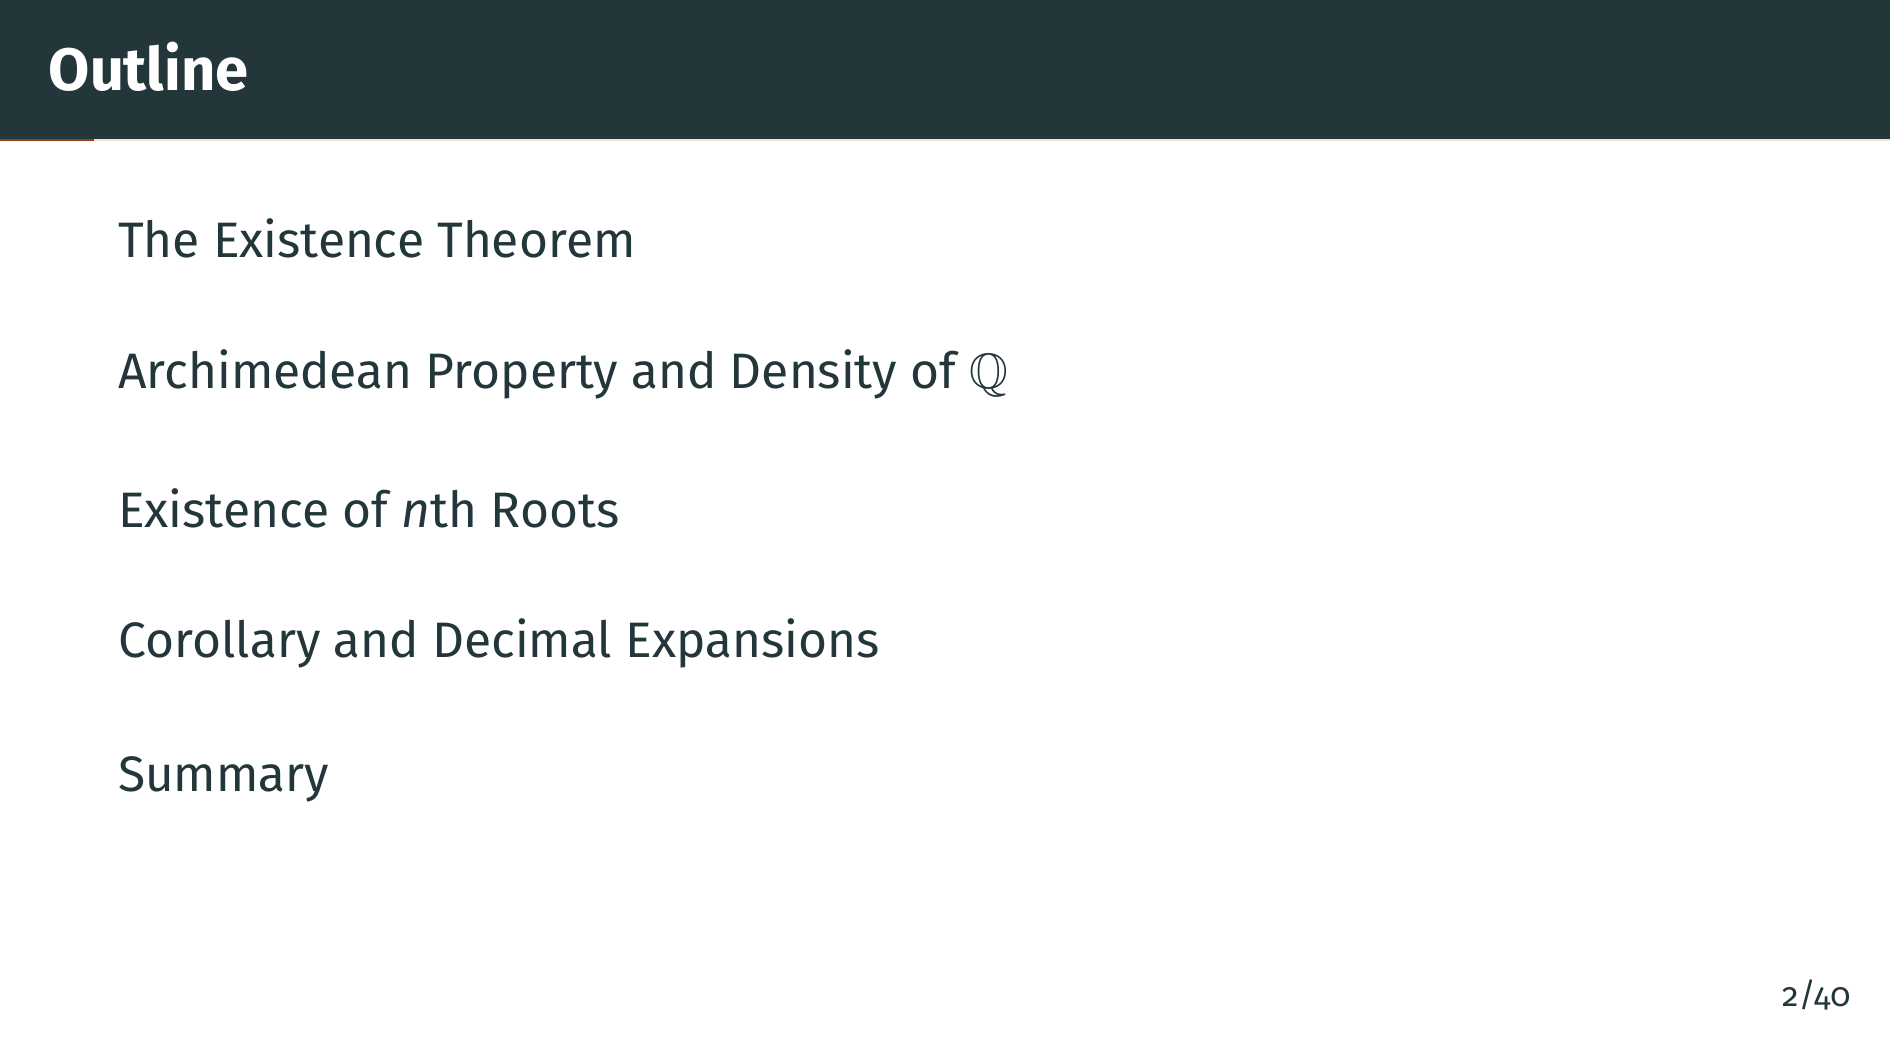 Outline
The Existence Theorem
Archimedean Property and Density of ℚ
Existence of nth Roots
Corollary and Decimal Expansions
Summary
2/40